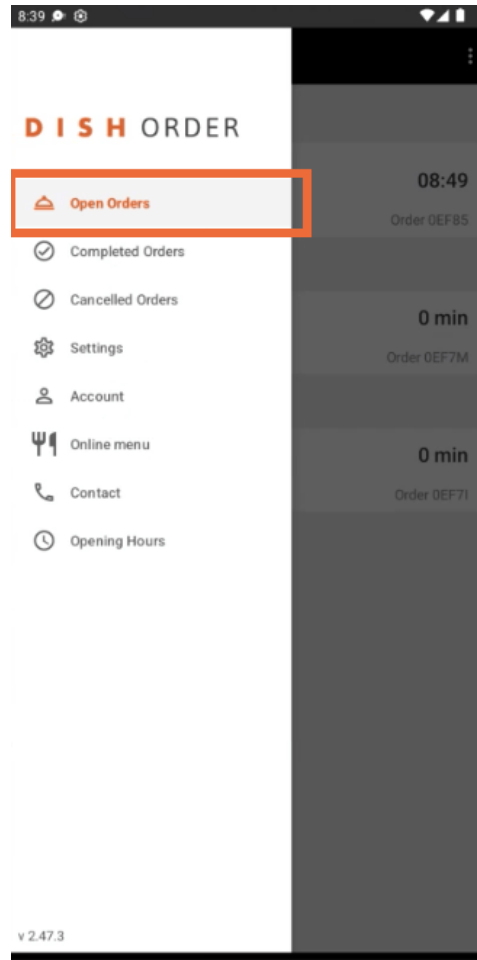 8:39
DISH ORDER
08:49
Open Orders
Order 0EF85
Completed Orders
Cancelled Orders
0 min
Settings
Order 0EF7M
Account
Online menu
0 min
Contact
Order 0EF7I
Opening Hours
v 2.47.3